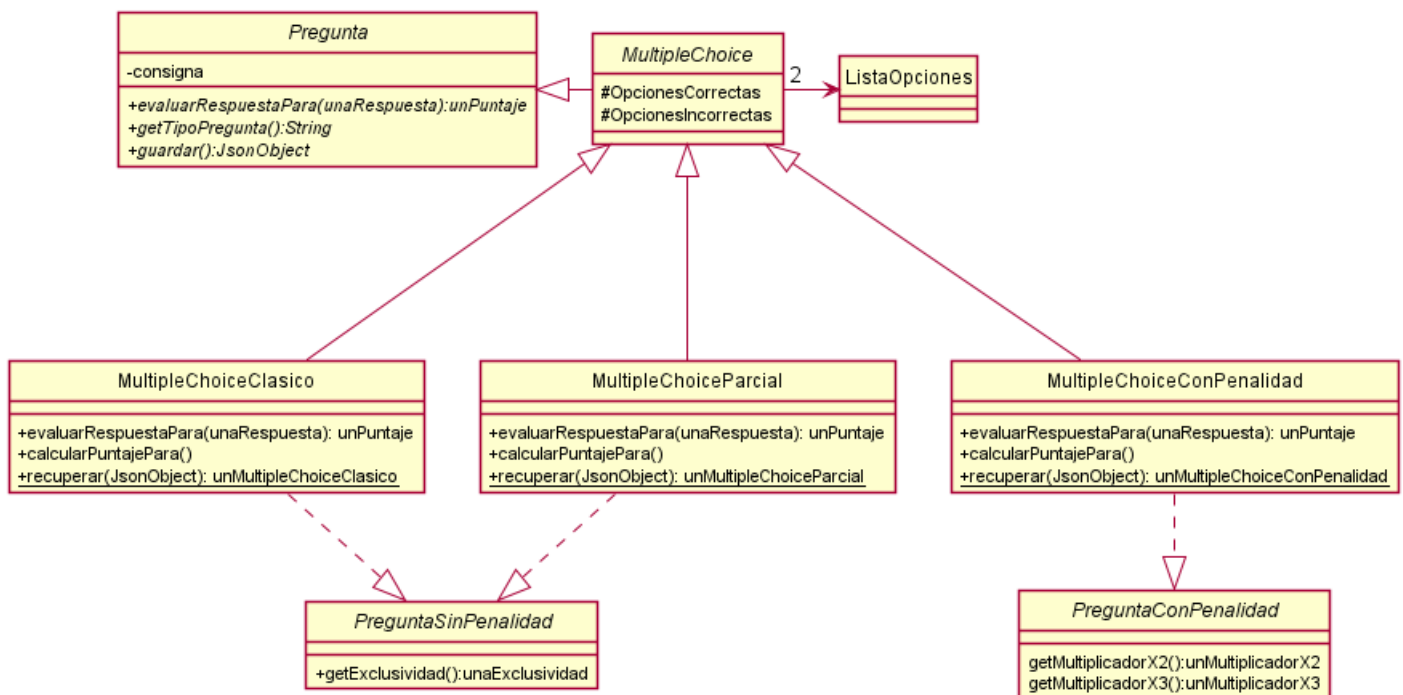 Pregunta
-consigna
+evaluarRespuestaPara(unaRespuesta):unPuntaje
+getTipoPregunta():String
+guardar():JsonObject
MultipleChoice
#OpcionesCorrectas
#OpcionesIncorrectas
2
ListaOpciones
MultipleChoiceClasico
+evaluarRespuestaPara(unaRespuesta): unPuntaje
+calcularPuntajePara()
+recuperar(JsonObject): unMultipleChoiceClasico
MultipleChoiceParcial
+evaluarRespuestaPara(unaRespuesta): unPuntaje
+calcularPuntajePara()
+recuperar(JsonObject): unMultipleChoiceParcial
MultipleChoiceConPenalidad
+evaluarRespuestaPara(unaRespuesta): unPuntaje
+calcularPuntajePara()
+recuperar(JsonObject): unMultipleChoiceConPenalidad
PreguntaSinPenalidad
+getExclusividad():unaExclusividad
PreguntaConPenalidad
getMultiplicadorX2():unMultiplicadorX2
getMultiplicadorX3():unMultiplicadorX3